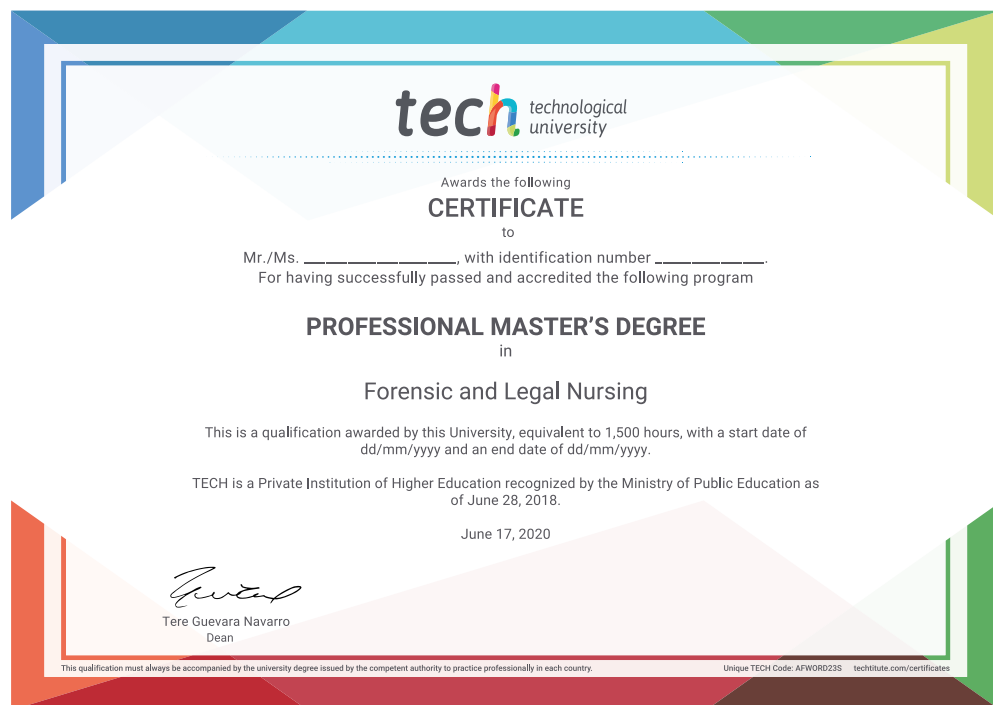 tech technological
university
Awards the following
CERTIFICATE
to
Mr./Ms. ________________, with identification number ____________.
For having successfully passed and accredited the following program
PROFESSIONAL MASTER’S DEGREE
in
Forensic and Legal Nursing
This is a qualification awarded by this University, equivalent to 1,500 hours, with a start date of
dd/mm/yyyy and an end date of dd/mm/yyyy.
TECH is a Private Institution of Higher Education recognized by the Ministry of Public Education as
of June 28, 2018.
June 17, 2020
Tere Guevara Navarro
Dean
This qualification must always be accompanied by the university degree issued by the competent authority to practice professionally in each country.
Unique TECH Code: AFWORD23S techtitute.com/certificates